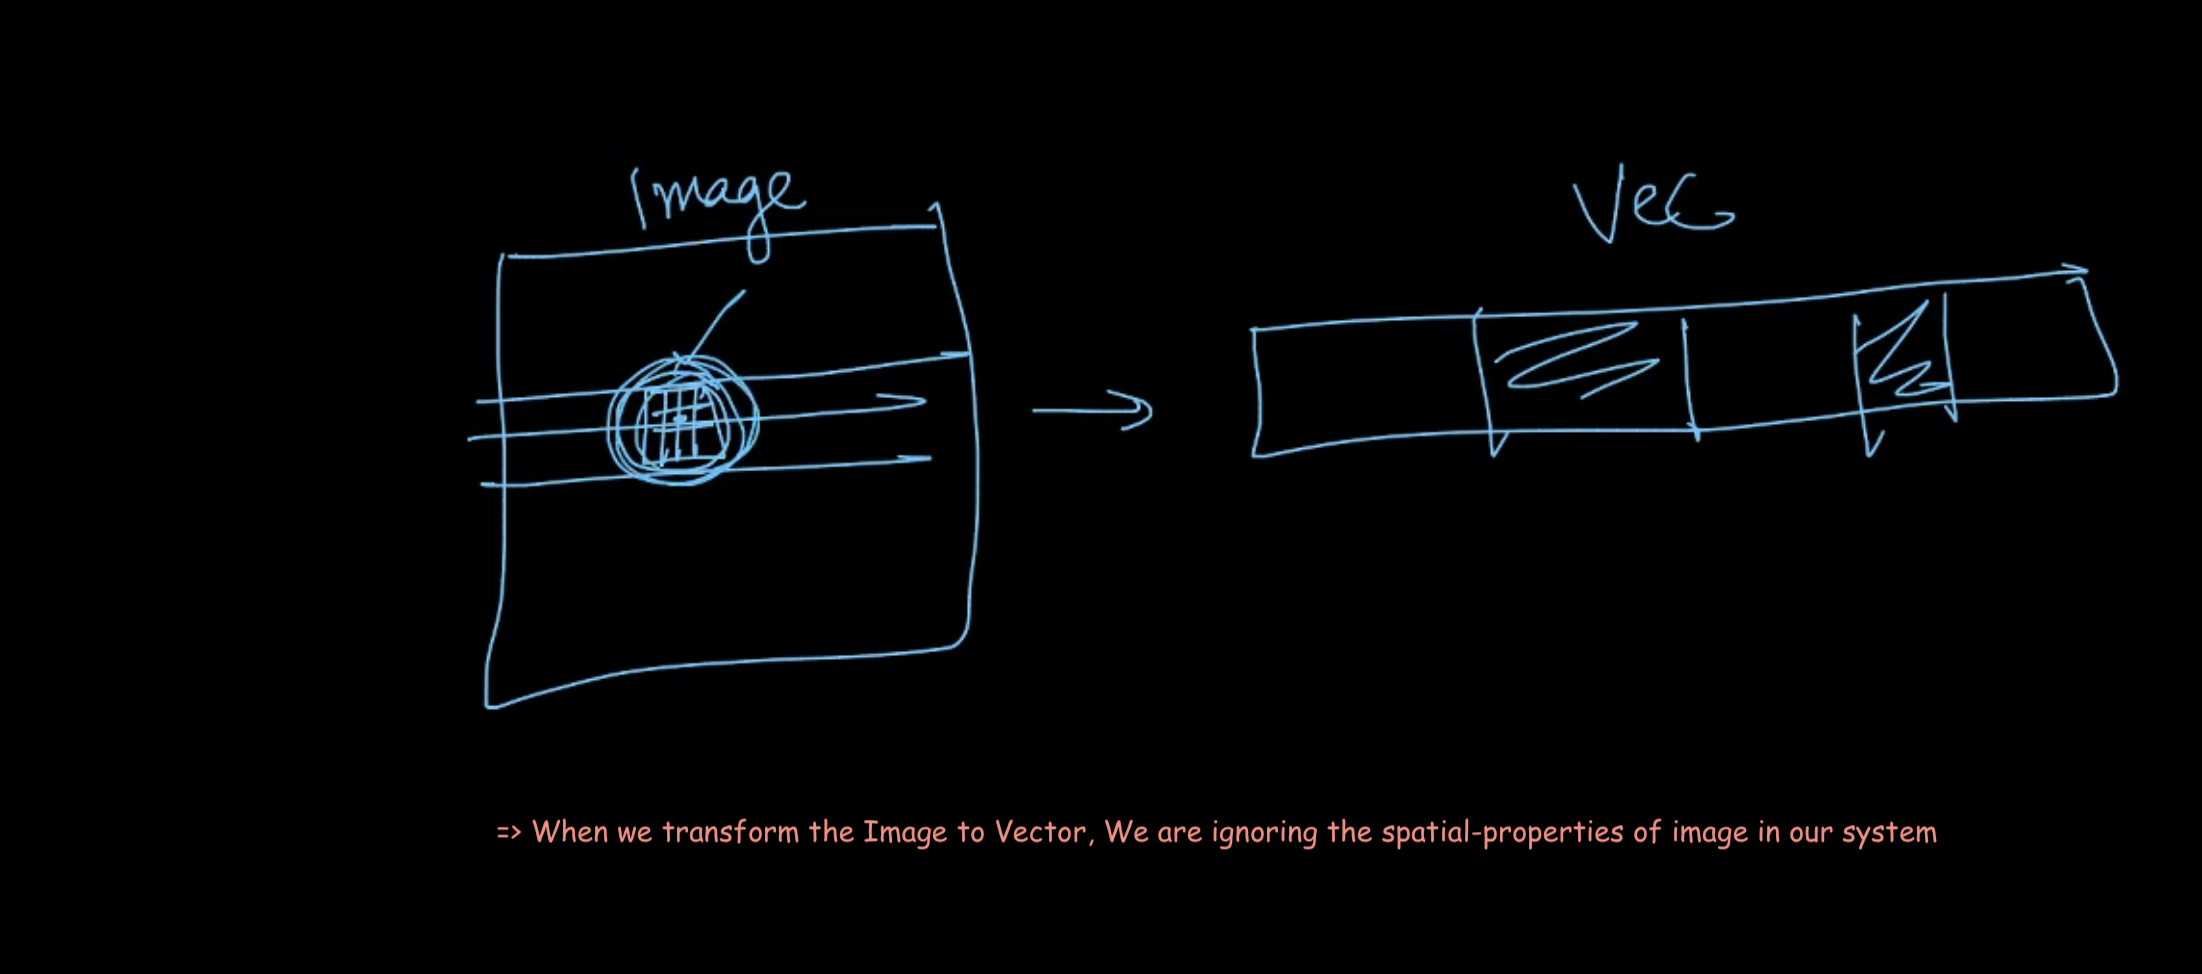 Image
Vec
=> When we transform the Image to Vector, We are ignoring the spatial-properties of image in our system